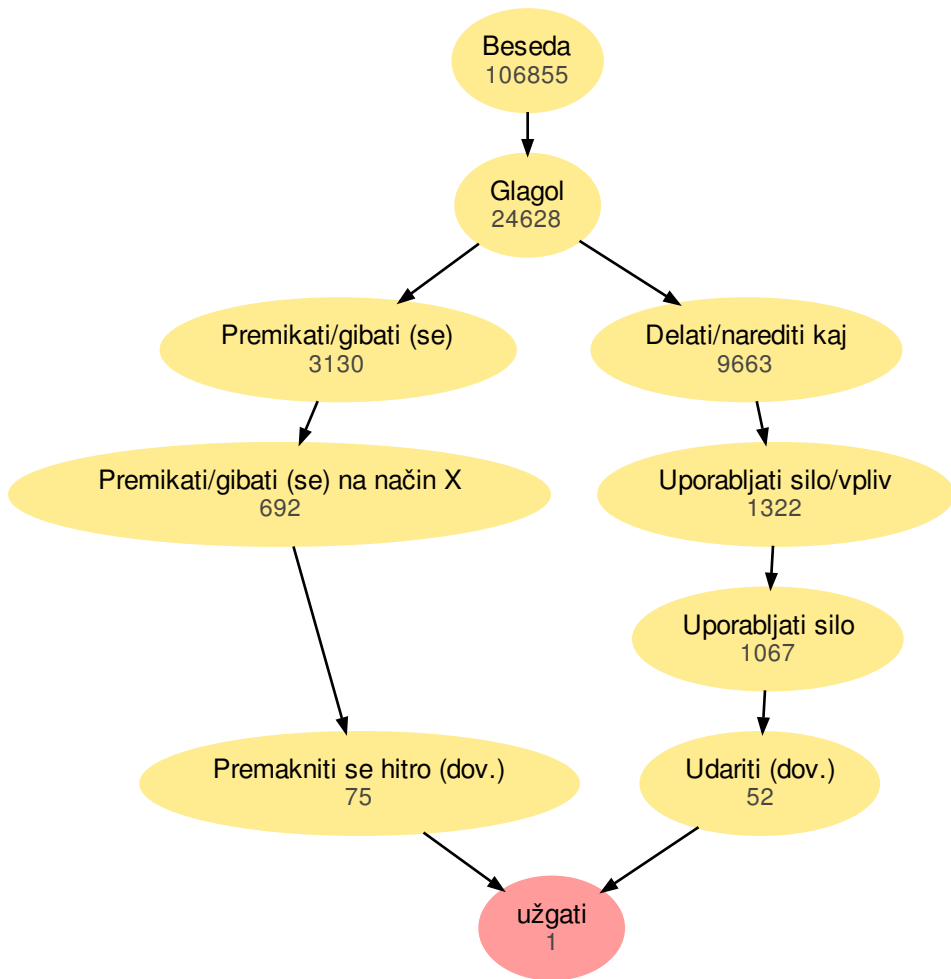 Beseda
106855
Glagol
24628
Premikati/gibati (se)
3130
Delati/narediti kaj
9663
Premikati/gibati (se) na način X
692
Uporabljati silo/vpliv
1322
Uporabljati silo
1067
Premakniti se hitro (dov.)
75
Udariti (dov.)
52
užgati
1